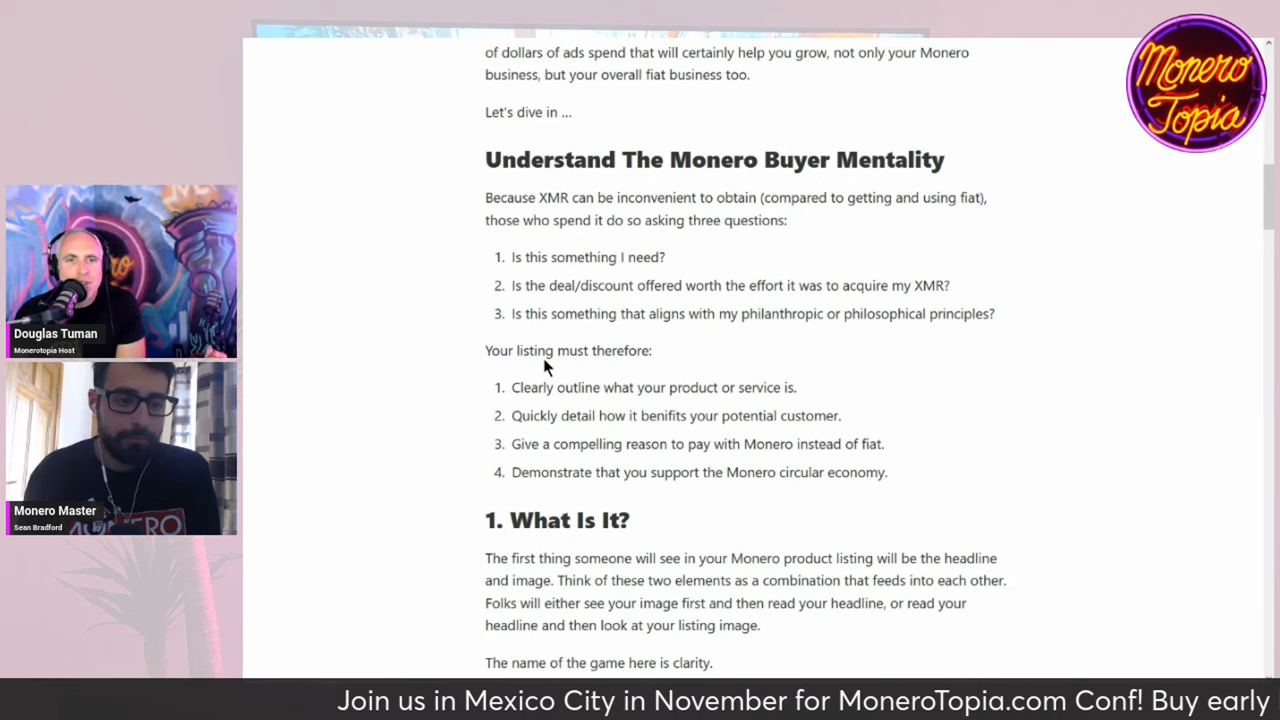 of dollars of ads spend that will certainly help you grow, not only your Monero
business, but your overall fiat business too.
Let's dive in ...
Understand The Monero Buyer Mentality
Because XMR can be inconvenient to obtain (compared to getting and using fiat),
those who spend it do so asking three questions:
1. Is this something I need?
2. Is the deal/discount offered worth the effort it was to acquire my XMR?
3. Is this something that aligns with my philanthropic or philosophical principles?
Your listing must therefore:
1. Clearly outline what your product or service is.
2. Quickly detail how it benifits your potential customer.
3. Give a compelling reason to pay with Monero instead of fiat.
4. Demonstrate that you support the Monero circular economy.
1. What Is It?
The first thing someone will see in your Monero product listing will be the headline
and image. Think of these two elements as a combination that feeds into each other.
Folks will either see your image first and then read your headline, or read your
headline and then look at your listing image.
The name of the game here is clarity.
Monero
Topia
Douglas Tuman
Monerotopia Host
Monero Master
Sean Bradford
Join us in Mexico City in November for MoneroTopia.com Conf! Buy early